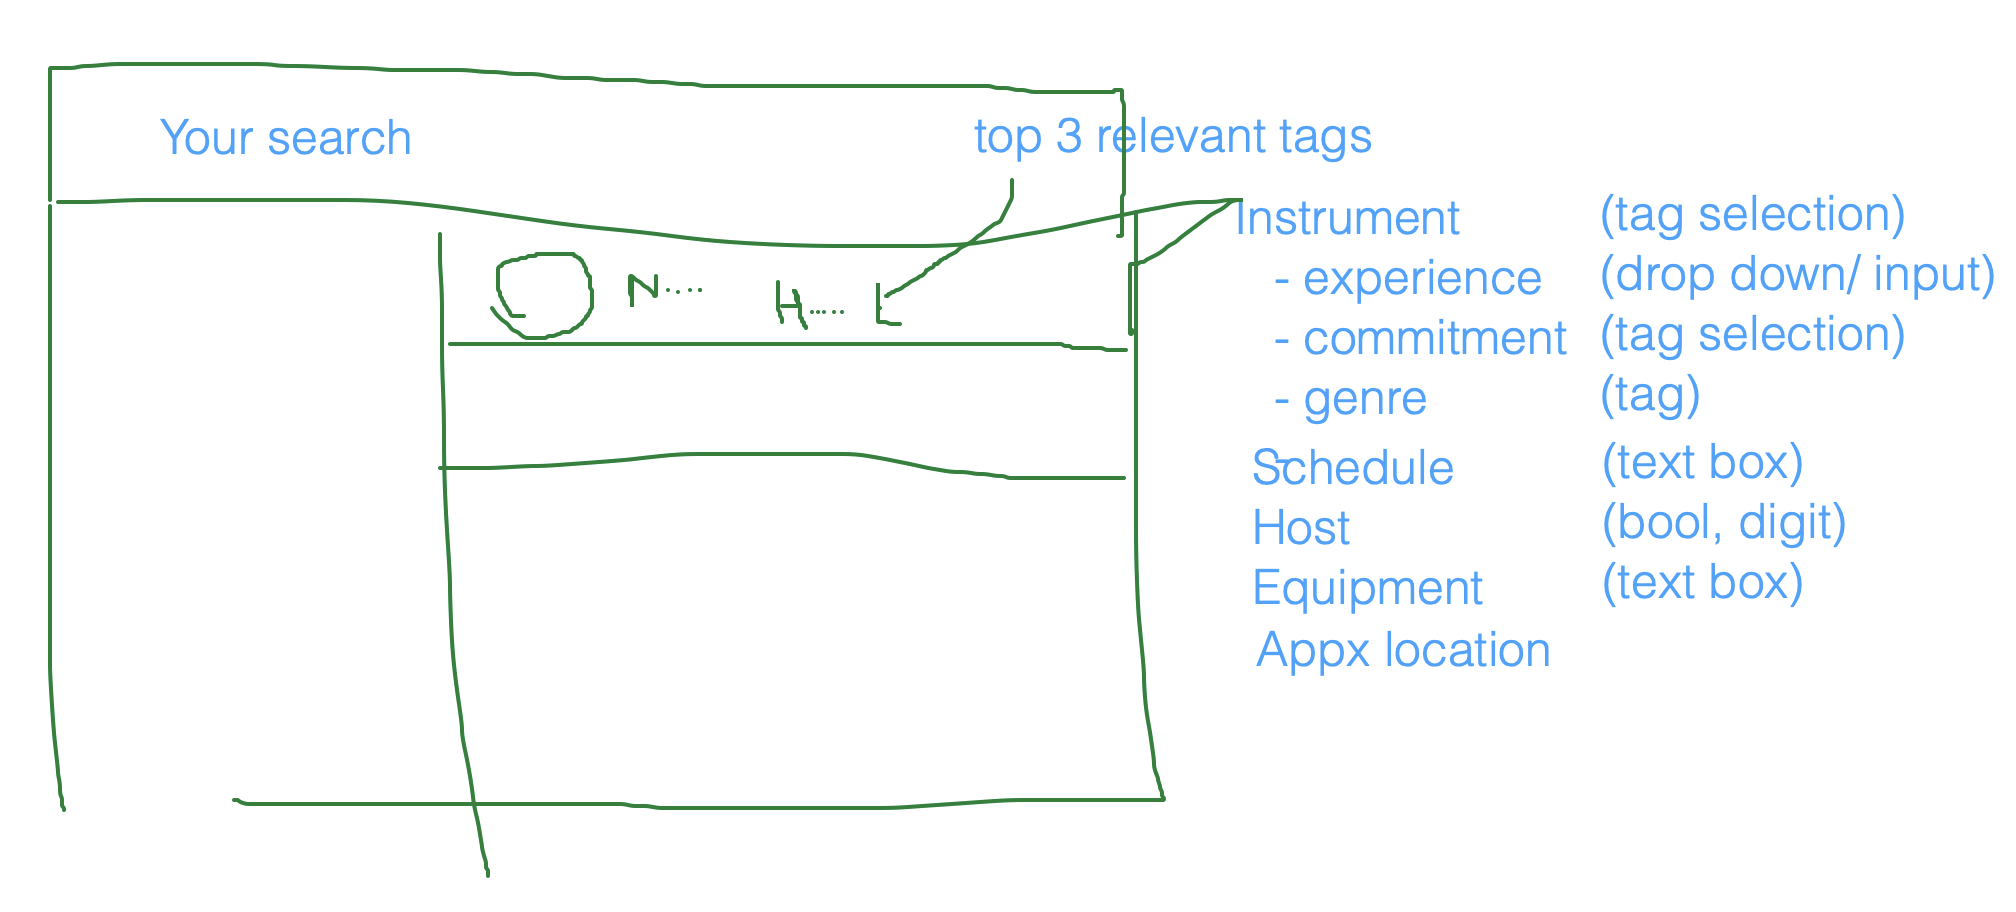 Your search
top 3 relevant tags
Instrument (tag selection)
- experience (drop down/ input)
- commitment (tag selection)
- genre (tag)
Schedule (text box)
Host (bool, digit)
Equipment (text box)
Appx location
N.... H..... L